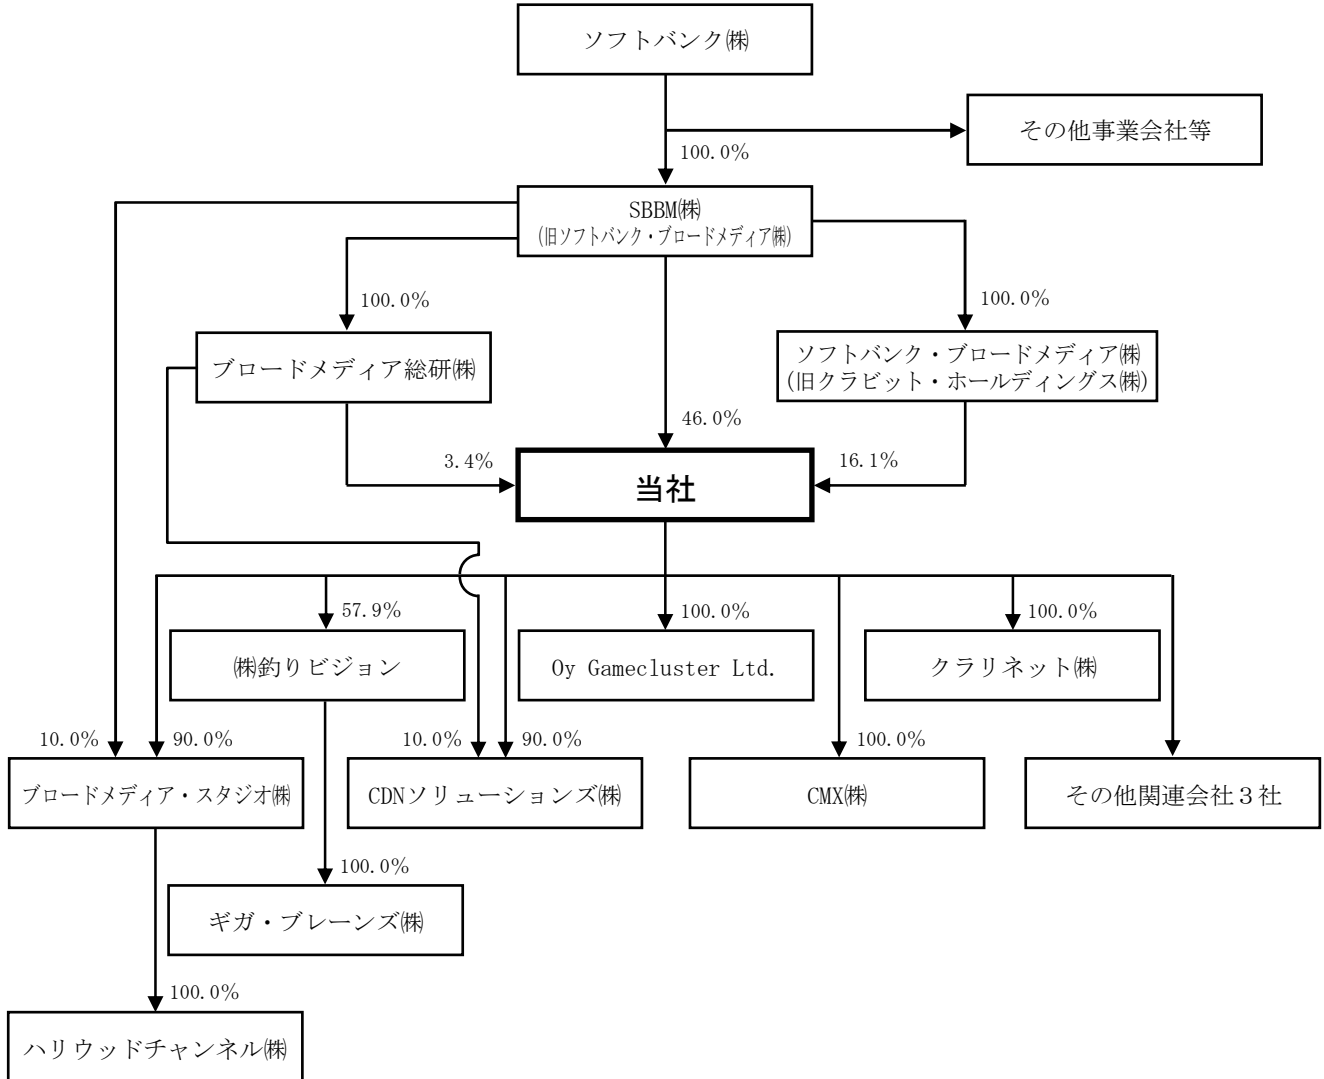 ソフトバンク㈱
その他事業会社等
100.0%
SBBM㈱
(旧ソフトバンク・ブロードメディア㈱)
100.0%
100.0%
ブロードメディア総研㈱
ソフトバンク・ブロードメディア㈱
(旧クラビット・ホールディングス㈱)
46.0%
3.4%
16.1%
当社
57.9%
100.0%
100.0%
㈱釣りビジョン
Oy Gamecluster Ltd.
クラリネット㈱
10.0%
90.0%
10.0%
90.0%
100.0%
ブロードメディア・スタジオ㈱
CDNソリューションズ㈱
CMX㈱
その他関連会社３社
100.0%
ギガ・ブレーンズ㈱
100.0%
ハリウッドチャンネル㈱